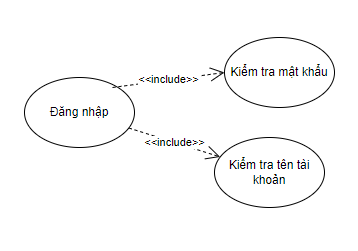 Kiểm tra mật khẩu
<<include>>
Đăng nhập
<<include>>
Kiểm tra tên tài
khoản